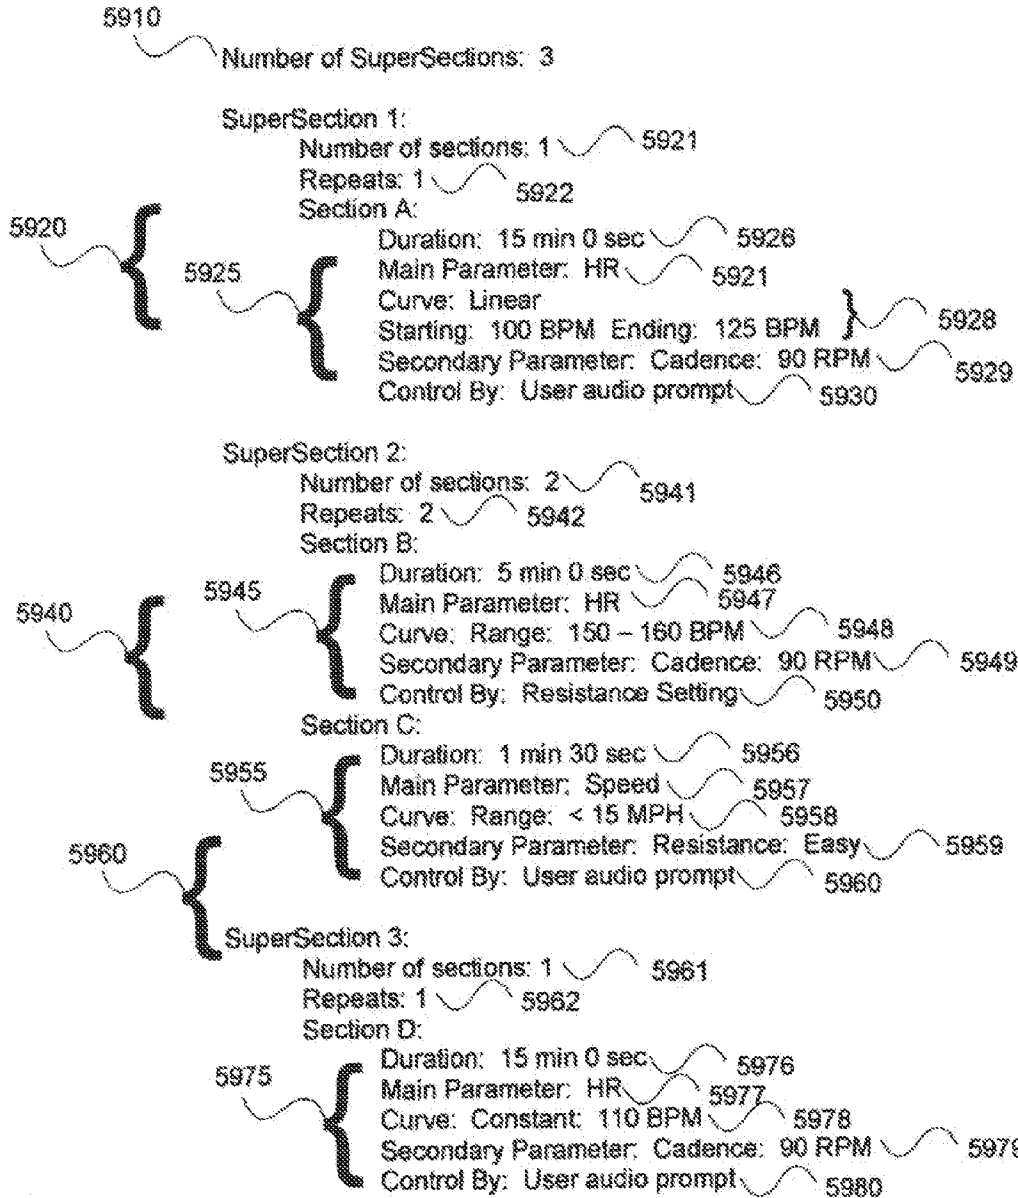 5910
Number of SuperSections: 3
SuperSection 1:
Number of sections: 1 5921
Repeats: 1 5922
Section A:
5920
5925
Duration: 15 min 0 sec 5926
Main Parameter: HR 5921
Curve: Linear
Starting: 100 BPM Ending: 125 BPM } 5928
Secondary Parameter: Cadence: 90 RPM 5929
Control By: User audio prompt 5930
SuperSection 2:
Number of sections: 2 5941
Repeats: 2 5942
Section B:
5940
5945
Duration: 5 min 0 sec 5946
Main Parameter: HR 5947
Curve: Range: 150 – 160 BPM 5948
Secondary Parameter: Cadence: 90 RPM 5949
Control By: Resistance Setting 5950
Section C:
5955
Duration: 1 min 30 sec 5956
Main Parameter: Speed 5957
Curve: Range: < 15 MPH 5958
Secondary Parameter: Resistance: Easy 5959
Control By: User audio prompt 5960
5960
SuperSection 3:
Number of sections: 1 5961
Repeats: 1 5962
Section D:
5975
Duration: 15 min 0 sec 5976
Main Parameter: HR 5977
Curve: Constant: 110 BPM 5978
Secondary Parameter: Cadence: 90 RPM 5979
Control By: User audio prompt 5980